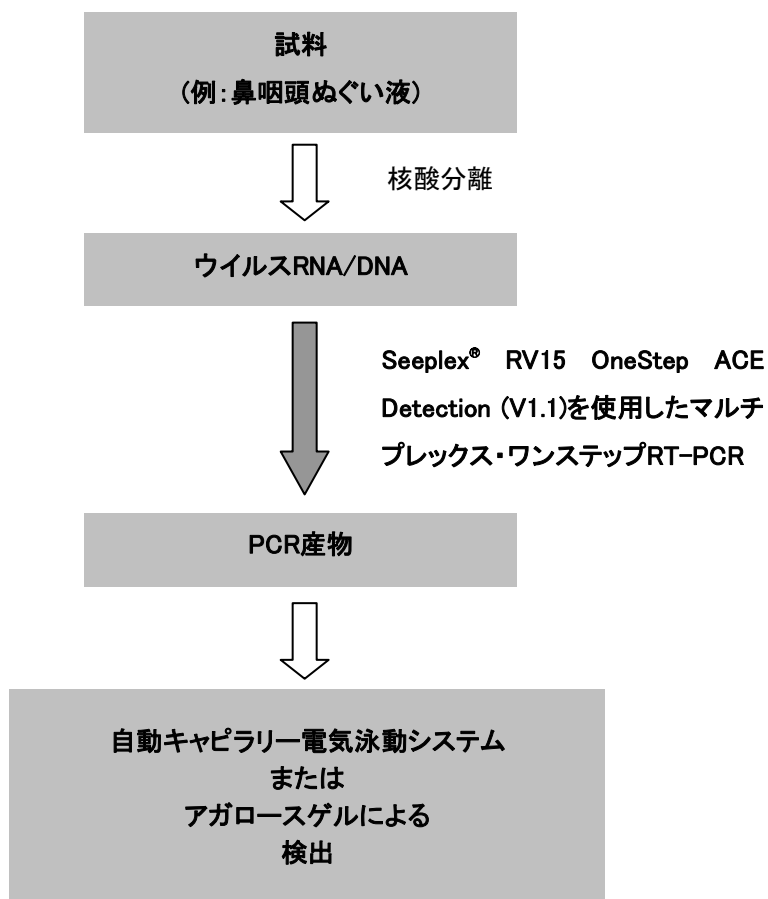 試料
(例：鼻咽頭ぬぐい液)
核酸分離
ウイルスRNA/DNA
Seeplex® RV15 OneStep ACE
Detection (V1.1)を使用したマルチ
プレックス・ワンステップRT-PCR
PCR産物
自動キャピラリー電気泳動システム
または
アガロースゲルによる
検出